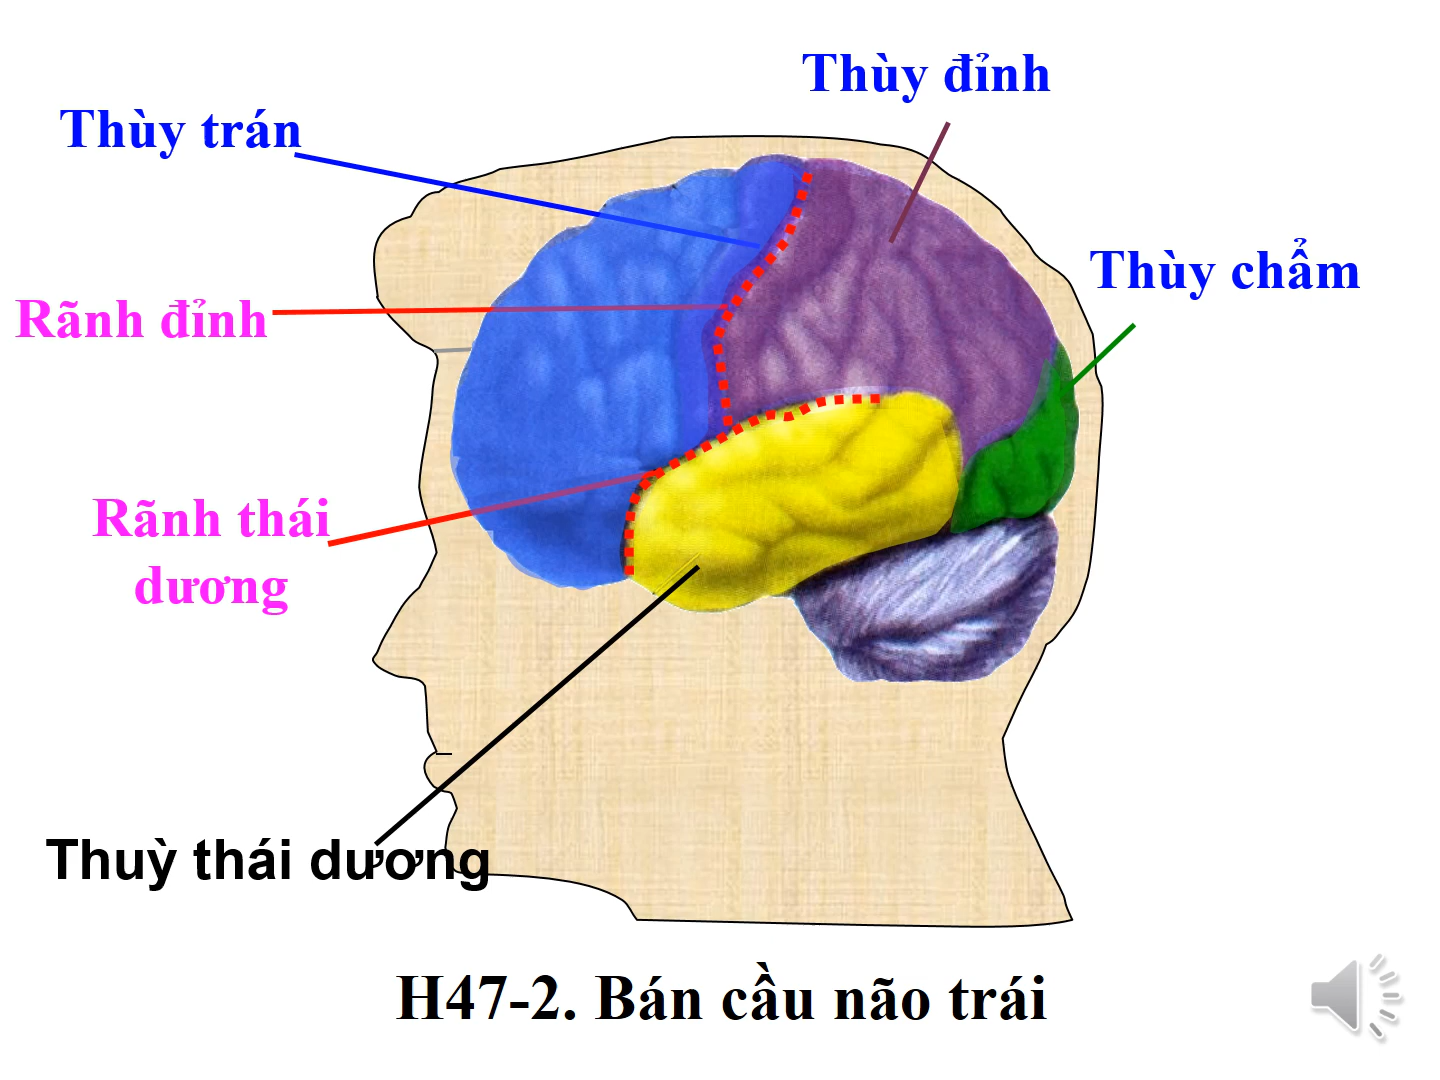 Thùy đỉnh
Thùy trán
Thùy chẩm
Rãnh đỉnh
Rãnh thái
dương
Thuỳ thái dương
H47-2. Bán cầu não trái